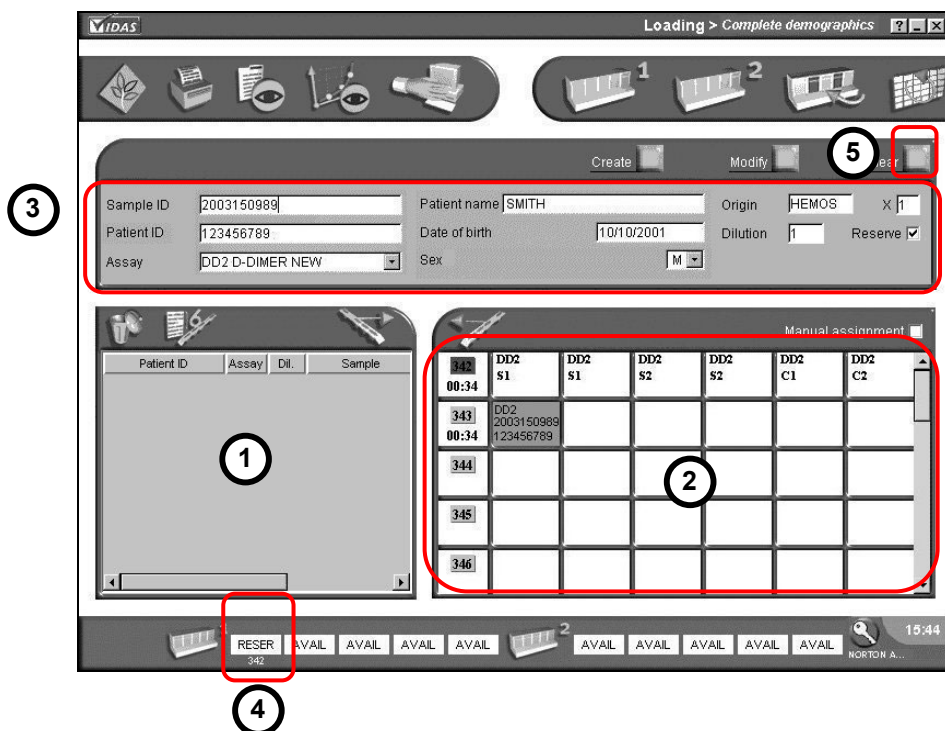 VIDAS
Loading > Complete demographics ? _ X
1 2
Create Modify ear
5
3
Sample ID 2003150989 Patient name SMITH Origin HEMOS X 1
Patient ID 123456789 Date of birth 10/10/2001 Dilution 1 Reserve
Assay DD2 D-DIMER NEW Sex M
6
Manual assignment
Patient ID Assay Dil. Sample
342 00:34 DD2 S1 DD2 S1 DD2 S2 DD2 S2 DD2 C1 DD2 C2
343 00:34 DD2 2003150989 123456789
344
345
346
1
2
RESER AVAIL AVAIL AVAIL AVAIL AVAIL 2 AVAIL AVAIL AVAIL AVAIL AVAIL AVAIL
342
15:44
NORTON A...
4